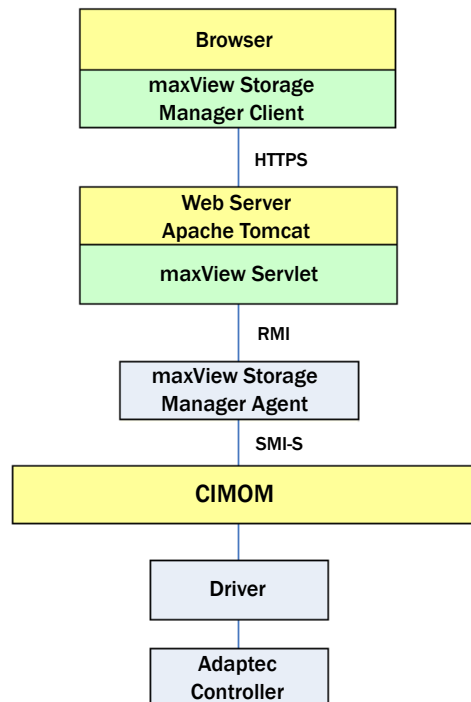 Browser
maxView Storage
Manager Client
HTTPS
Web Server
Apache Tomcat
maxView Servlet
RMI
maxView Storage
Manager Agent
SMI-S
CIMOM
Driver
Adaptec
Controller